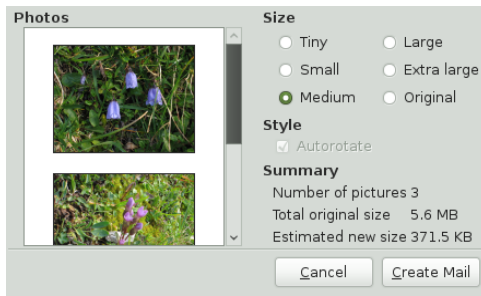 Photos
Size
Tiny
Large
Small
Extra large
Medium
Original
Style
Autorotate
Summary
Number of pictures 3
Total original size 5.6 MB
Estimated new size 371.5 KB
Cancel
Create Mail